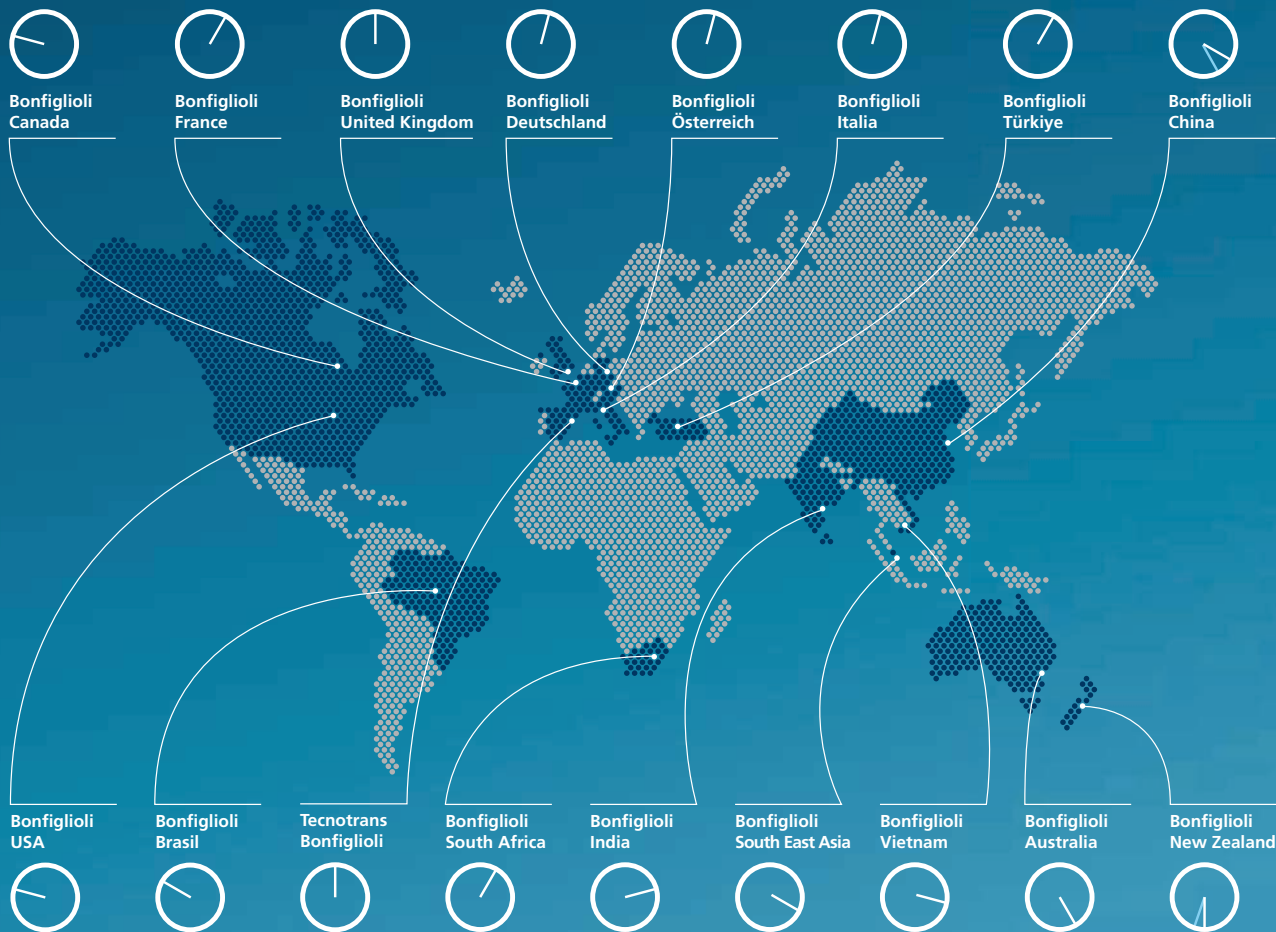 Bonfiglioli
Canada
Bonfiglioli
France
Bonfiglioli
United Kingdom
Bonfiglioli
Deutschland
Bonfiglioli
Österreich
Bonfiglioli
Italia
Bonfiglioli
Türkiye
Bonfiglioli
China
Bonfiglioli
USA
Bonfiglioli
Brasil
Tecnotrans
Bonfiglioli
Bonfiglioli
South Africa
Bonfiglioli
India
Bonfiglioli
South East Asia
Bonfiglioli
Vietnam
Bonfiglioli
Australia
Bonfiglioli
New Zealand